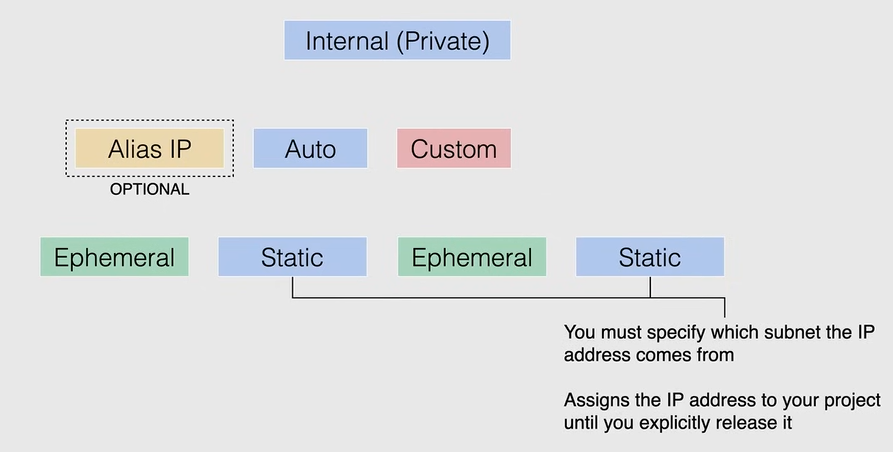 Internal (Private)
Alias IP
Auto
Custom
OPTIONAL
Ephemeral
Static
Ephemeral
Static
You must specify which subnet the IP
address comes from
Assigns the IP address to your project
until you explicitly release it